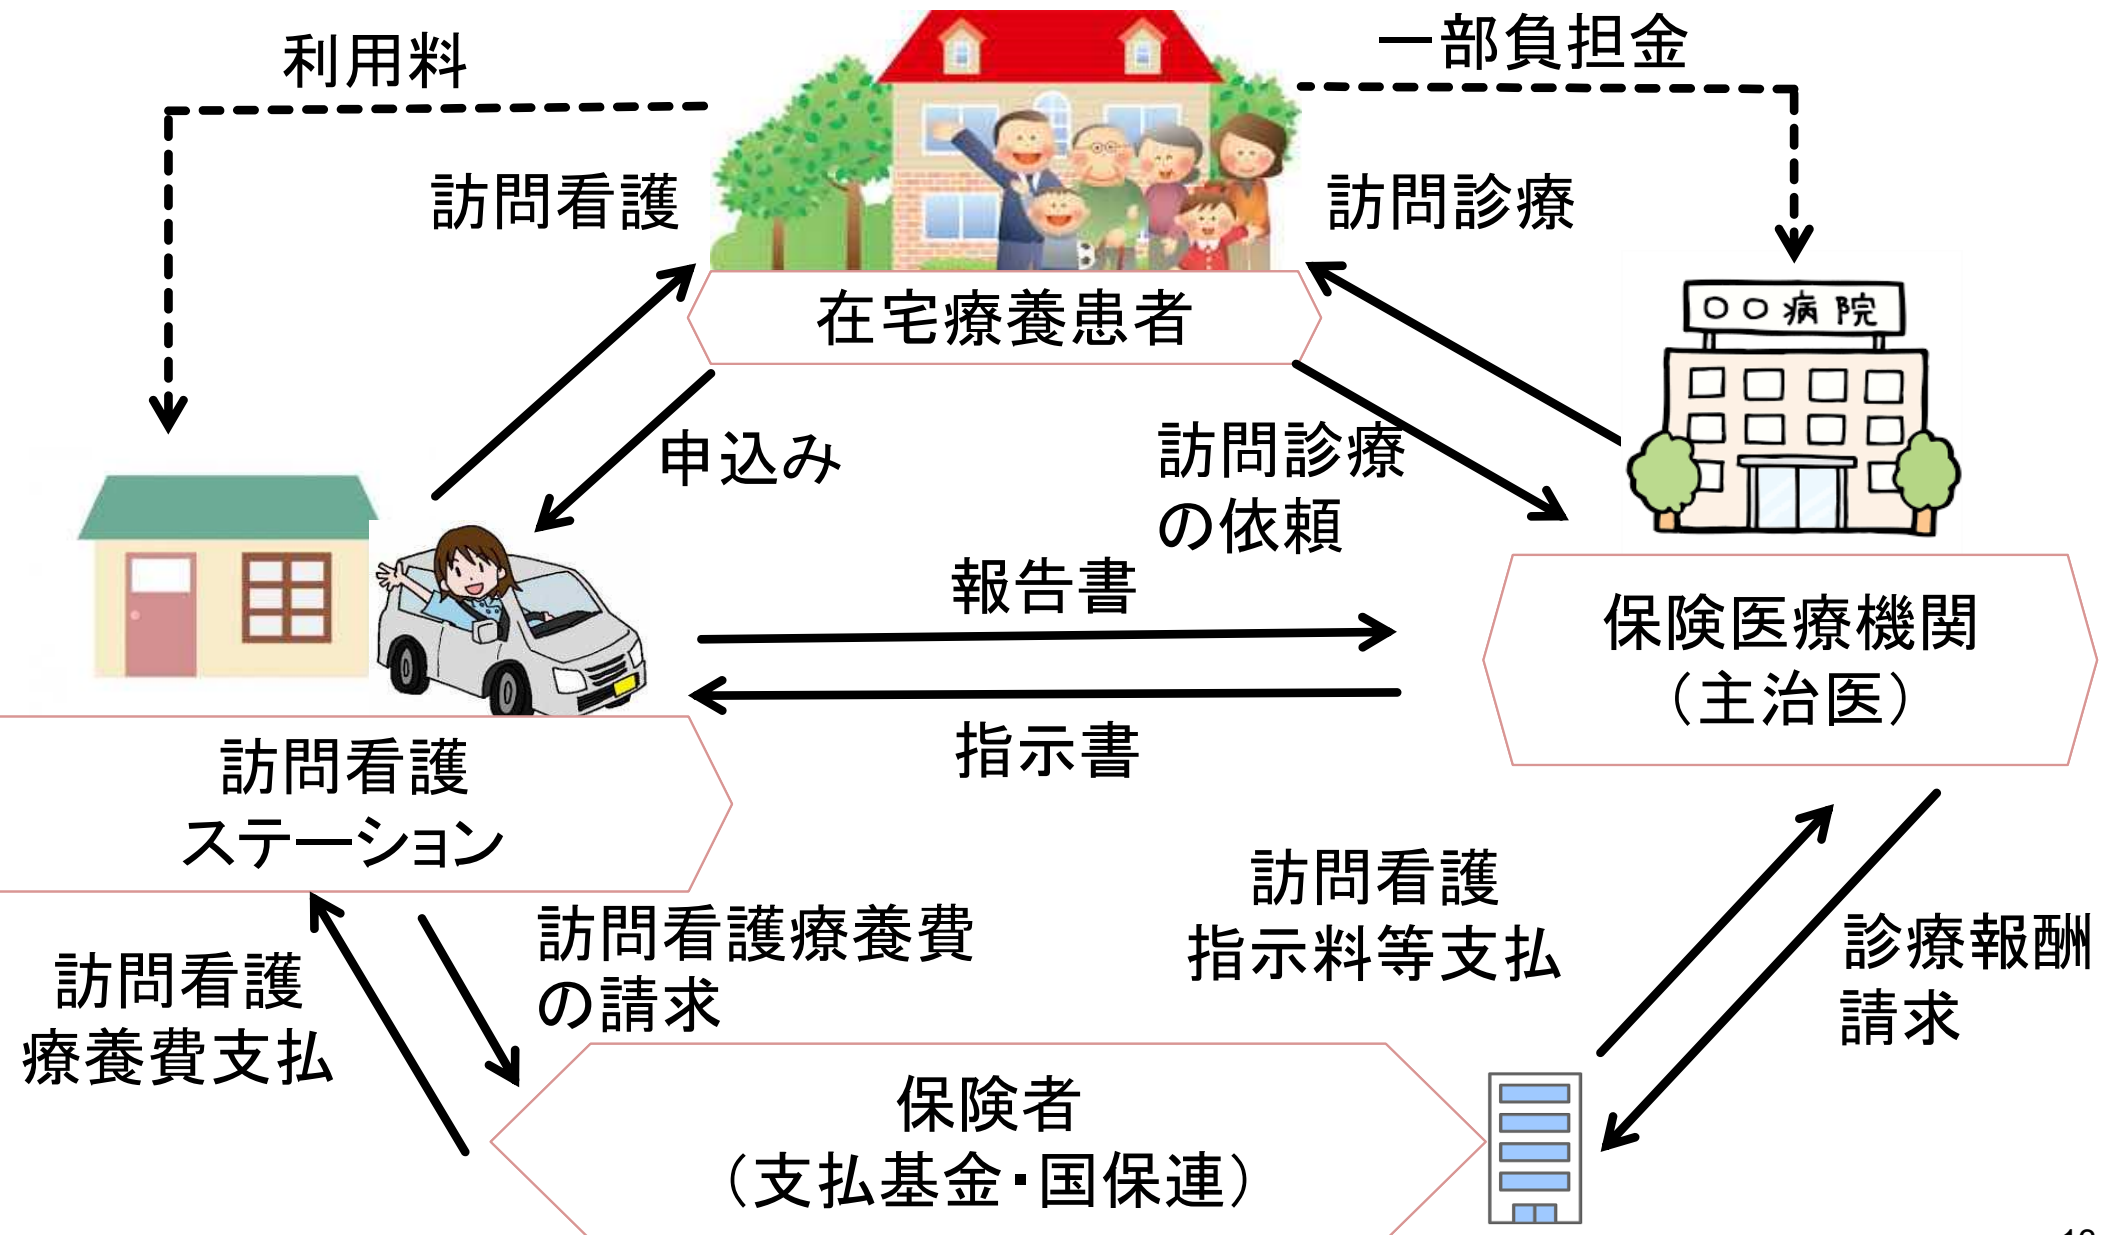 利用料
一部負担金
訪問看護
訪問診療
在宅療養患者
○○病院
申込み
訪問診療
の依頼
報告書
保険医療機関
（主治医）
指示書
訪問看護
ステーション
訪問看護
指示料等支払
訪問看護療養費
の請求
診療報酬
請求
訪問看護
療養費支払
保険者
（支払基金・国保連）